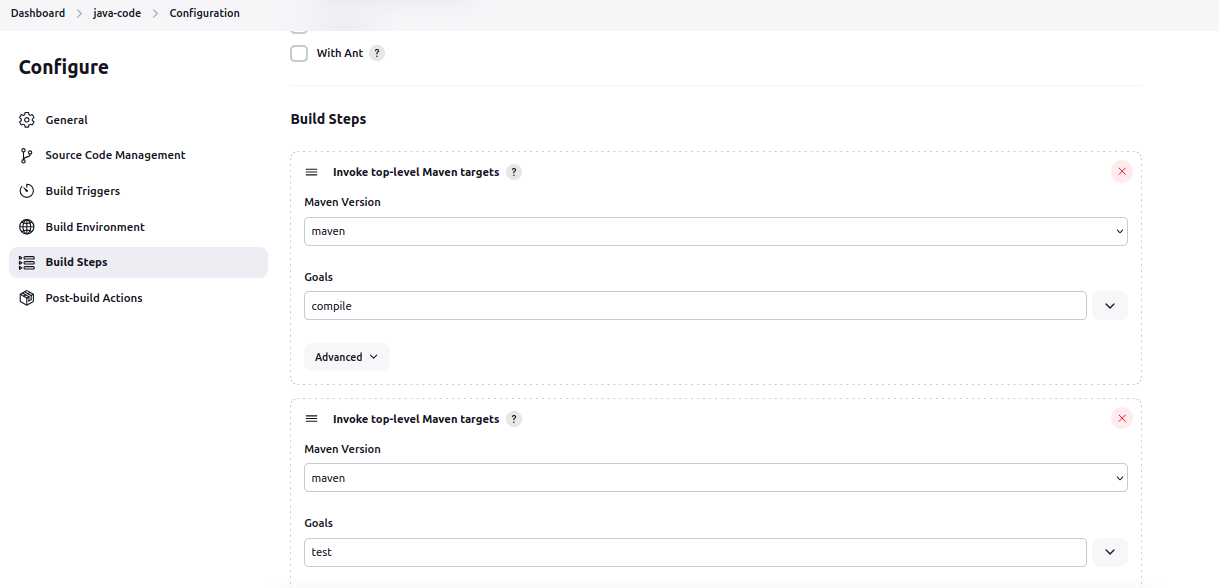 Dashboard > java-code > Configuration
Configure
General
Source Code Management
Build Triggers
Build Environment
Build Steps
Post-build Actions
With Ant ?
Build Steps
Invoke top-level Maven targets ?
Maven Version
maven
Goals
compile
Advanced
Invoke top-level Maven targets ?
Maven Version
maven
Goals
test